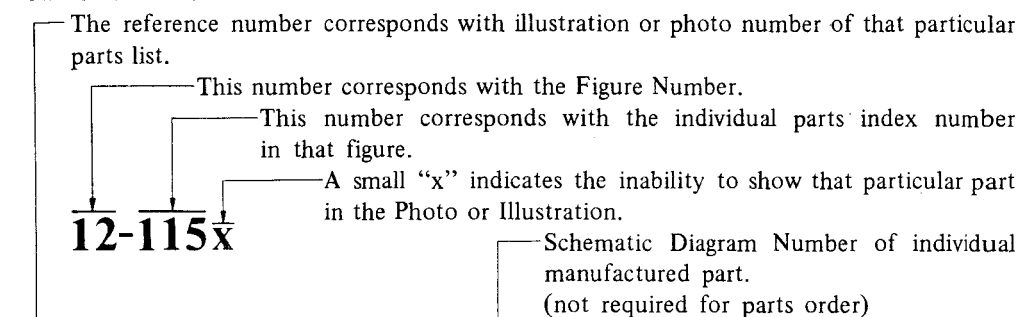 The reference number corresponds with illustration or photo number of that particular
parts list.
This number corresponds with the Figure Number.
This number corresponds with the individual parts index number
in that figure.
A small “x” indicates the inability to show that particular part
in the Photo or Illustration.
12-115x
Schematic Diagram Number of individual
manufactured part.
(not required for parts order)